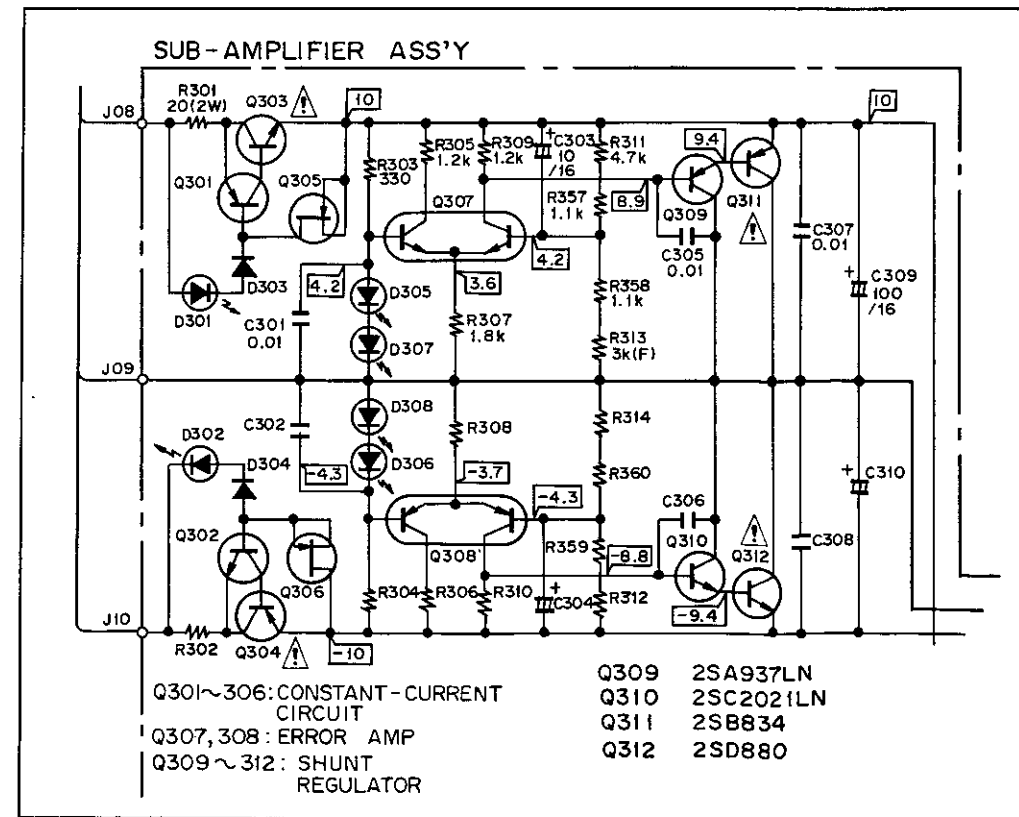 SUB-AMPLIFIER ASS'Y
J08
R301
20(2W)
Q303
10
10
Q301
Q305
R303
330
R305
1.2k
R309
1.2k
C303
10
/16
R311
4.7k
9.4
Q311
Q307
R357
1.1k
8.9
Q309
C305
0.01
C307
0.01
D303
D301
4.2
4.2
3.6
C301
0.01
D305
D307
R307
1.8k
R358
1.1k
R313
3k(F)
C309
100
/16
J09
D302
D304
C302
-4.3
D308
D306
R308
-3.7
R314
R360
C310
-4.3
C306
Q310
Q312
Q302
Q306
Q308
R359
-8.8
C308
R304
R306
R310
C304
R312
-9.4
J10
R302
Q304
-10
Q301~306: CONSTANT-CURRENT
CIRCUIT
Q307,308: ERROR AMP
Q309~312: SHUNT
REGULATOR
Q309 2SA937LN
Q310 2SC2021LN
Q311 2SB834
Q312 2SD880